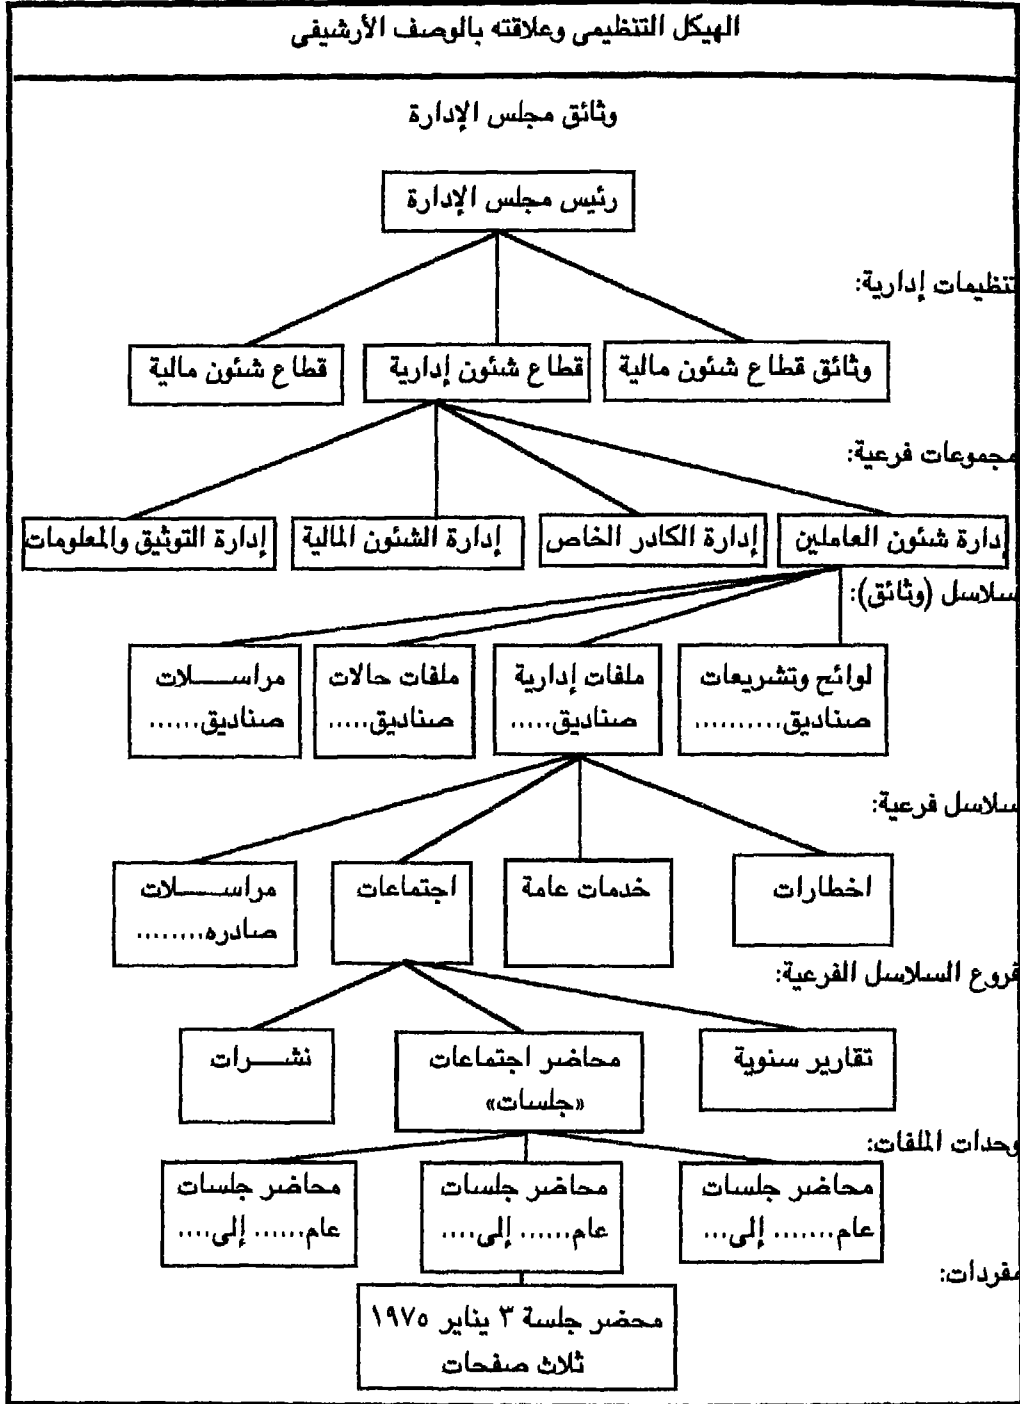 الهيكل التنظيمى وعلاقته بالوصف الأرشيفى
وثائق مجلس الإدارة
رئيس مجلس الإدارة
تنظيمات إدارية:
وثائق قطاع شئون مالية
قطاع شئون إدارية
قطاع شئون مالية
مجموعات فرعية:
إدارة شئون العاملين
إدارة الكادر الخاص
إدارة الشئون المالية
إدارة التوثيق والمعلومات
سلاسل (وثائق):
لوائح وتشريعات
صناديق..........
ملفات إدارية
صناديق.....
ملفات حالات
صناديق.....
مراســـلات
صناديق......
سلاسل فرعية:
اخطارات
خدمات عامة
اجتماعات
مراســـلات
صادره........
فروع السلاسل الفرعية:
تقارير سنوية
محاضر اجتماعات
«جلسات»
نشــرات
وحدات الملفات:
محاضر جلسات
عام....... إلى...
محاضر جلسات
عام...... إلى....
محاضر جلسات
عام...... إلى....
مفردات:
محضر جلسة ٣ يناير ١٩٧٥
ثلاث صفحات